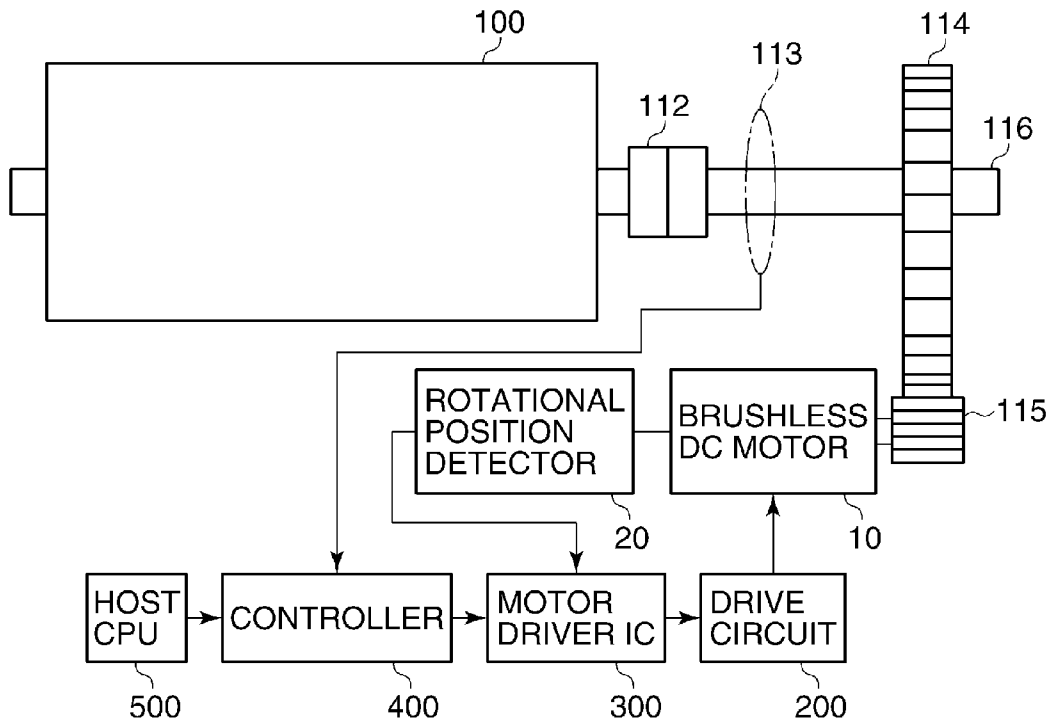 100
114
113
112
116
ROTATIONAL
POSITION
DETECTOR
BRUSHLESS
DC MOTOR
115
20
10
HOST
CPU
CONTROLLER
MOTOR
DRIVER IC
DRIVE
CIRCUIT
500
400
300
200